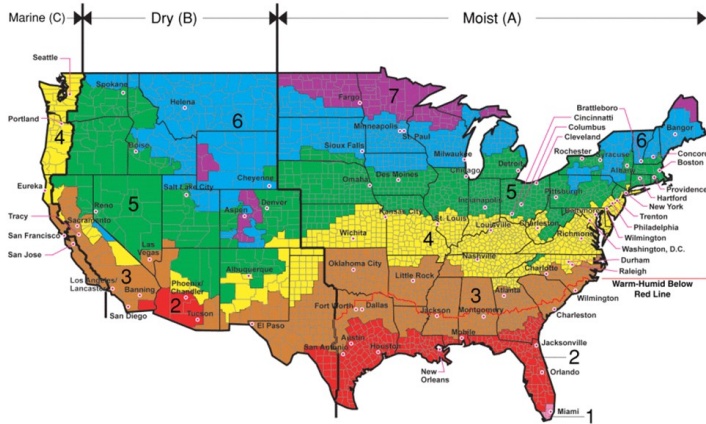 Marine (C)
Dry (B)
Moist (A)
Seattle
Spokane
Portland
4
Helena
6
Fargo
7
Minneapolis
St. Paul
Brattleboro
Cincinnatti
Columbus
Cleveland
6
Bangor
Boise
Sioux Falls
Milwaukee
Detroit
Rochester
Syracuse
Concord
Boston
Albany
Chicago
Eureka
Reno
5
Salt Lake City
Cheyenne
Omaha
Des Moines
5
Indianapolis
Pittsburgh
Providence
Hartford
New York
Tracy
Sacramento
Aspen
Denver
Kansas City
St. Louis
Louisville
Charleston
Baltimore
Trenton
Philadelphia
San Francisco
San Jose
Wichita
4
Richmond
Wilmington
Washington, D.C.
Las
Vegas
3
Albuquerque
Nashville
Durham
Raleigh
Los Angeles/
Lancaster
Banning
Phoenix/
Chandler
2
Oklahoma City
Little Rock
3
Atlanta
Charlotte
Warm-Humid Below
Red Line
San Diego
Tucson
El Paso
Fort Worth
Dallas
Jackson
Montgomery
Wilmington
Charleston
Austin
San Antonio
Houston
Mobile
New
Orleans
Jacksonville
2
Orlando
Miami
1